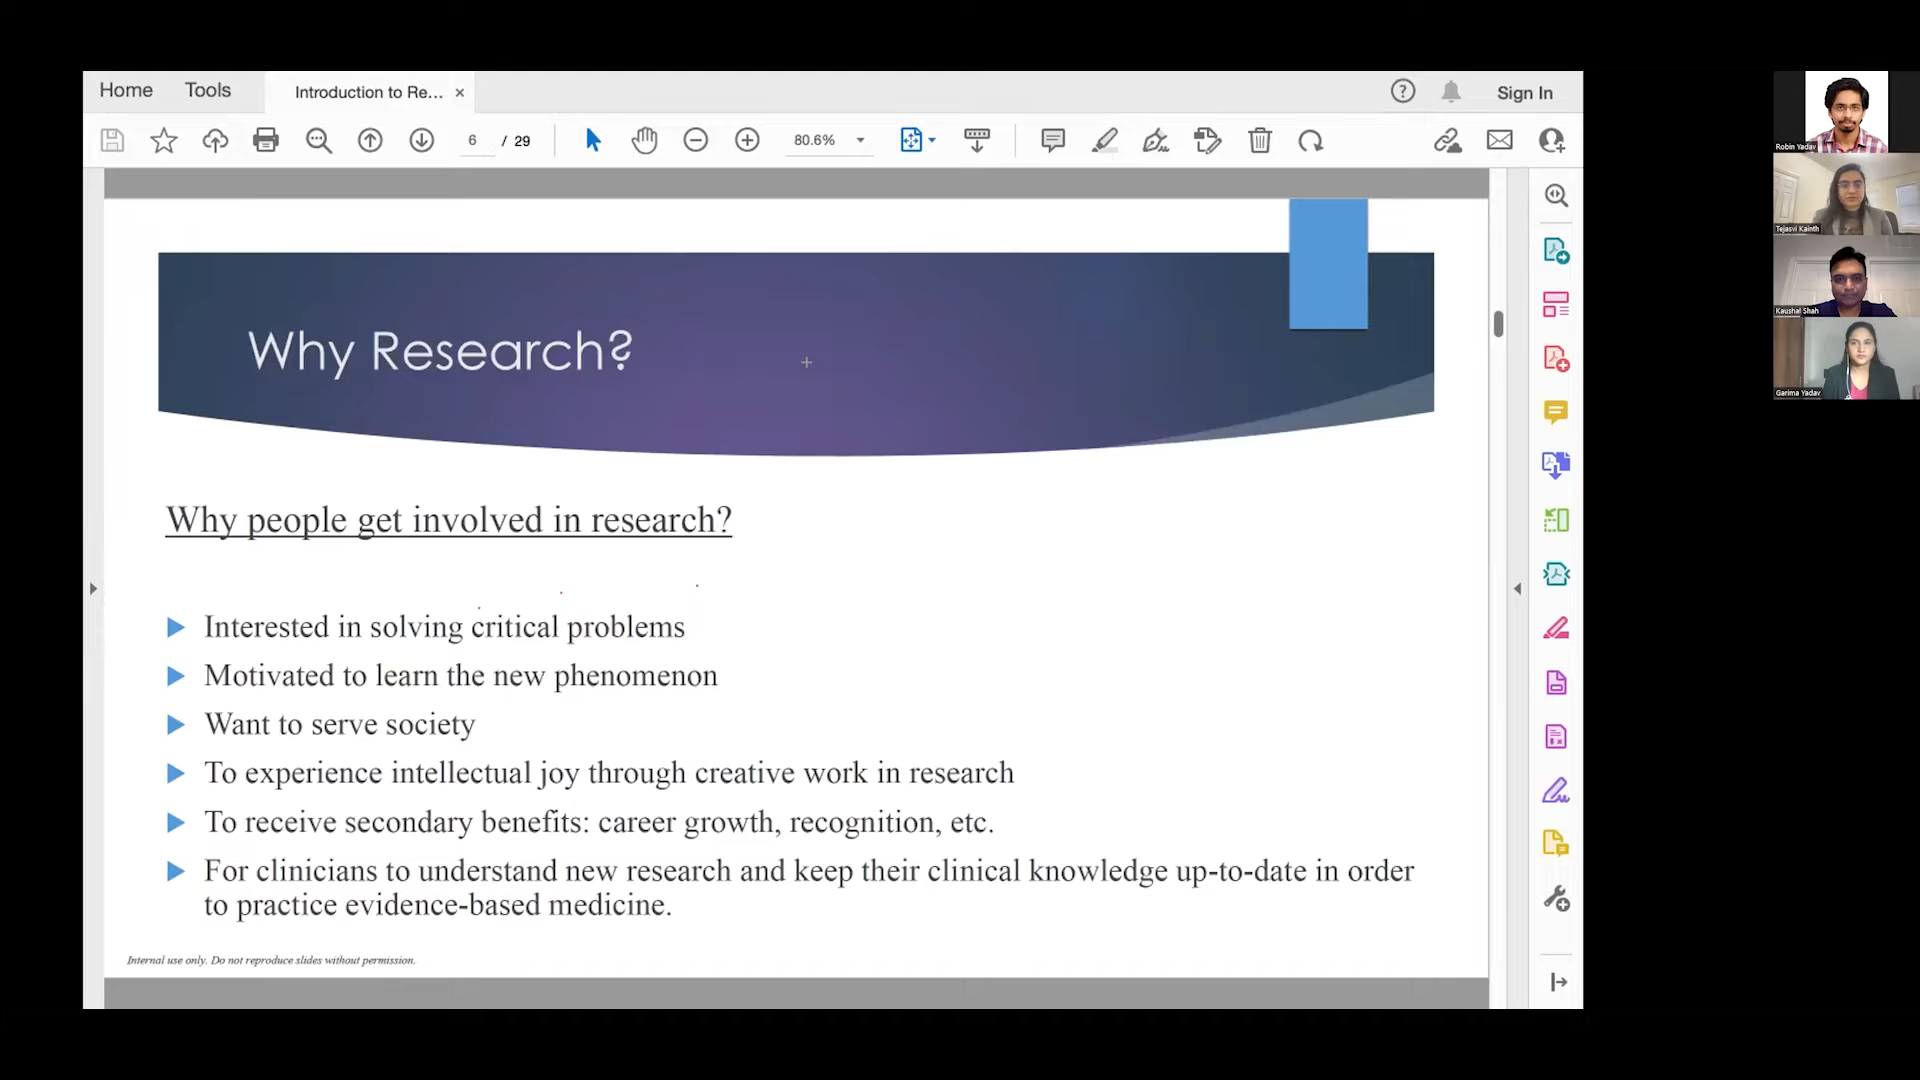 Home Tools Introduction to Re... × Sign In
6 / 29 80.6%
Why Research?
Why people get involved in research?
Interested in solving critical problems
Motivated to learn the new phenomenon
Want to serve society
To experience intellectual joy through creative work in research
To receive secondary benefits: career growth, recognition, etc.
For clinicians to understand new research and keep their clinical knowledge up-to-date in order
to practice evidence-based medicine.
Internal use only. Do not reproduce slides without permission.
Robin Yadav
Tejasvi Kainth
Kaushal Shah
Garima Yadav